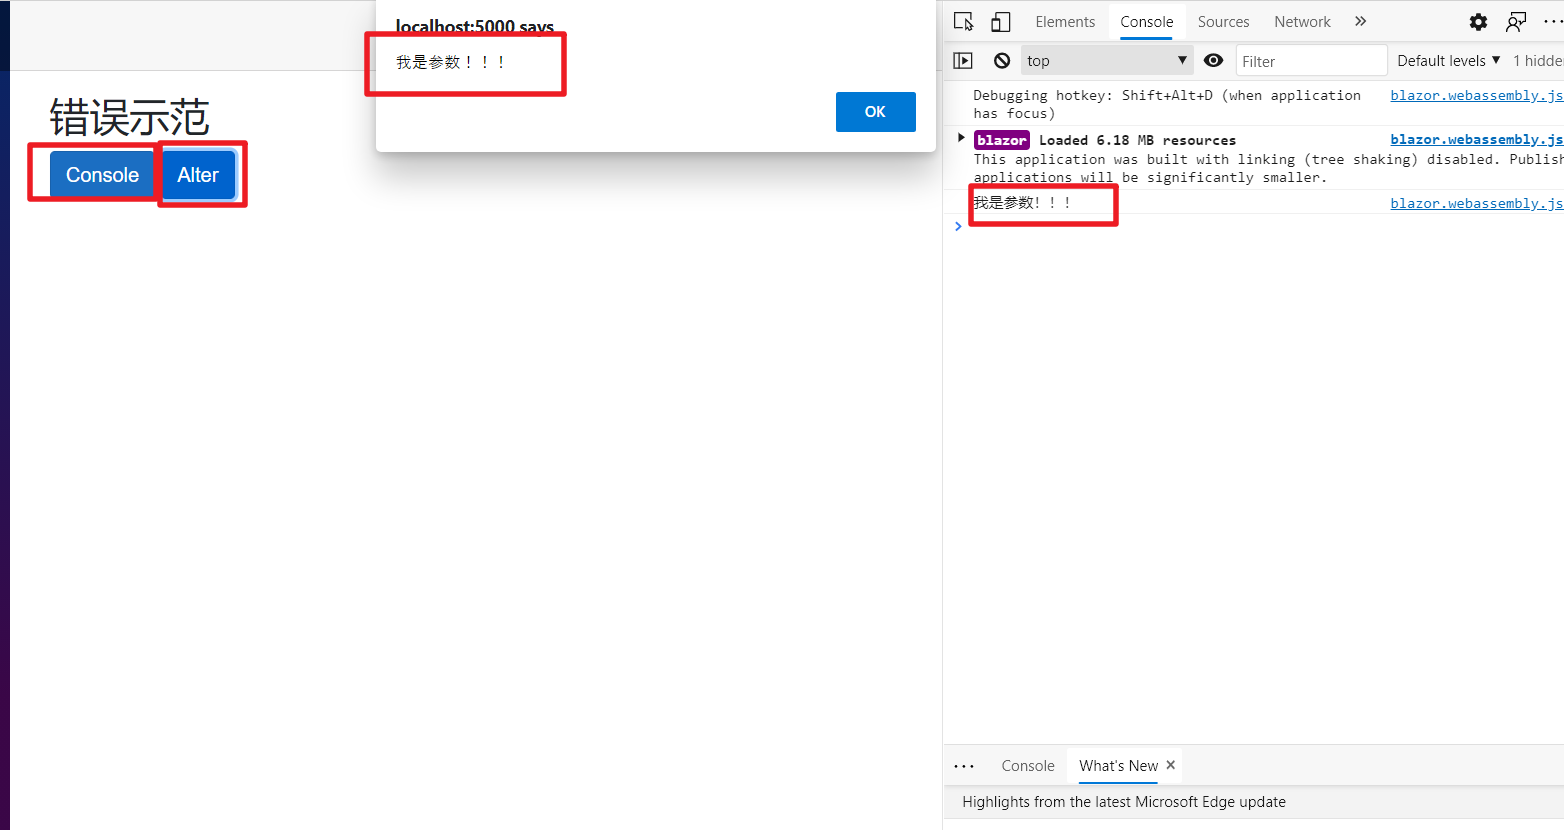 localhost:5000 says
我是参数！！！
OK
错误示范
Console Alter
Elements Console Sources Network
top Filter Default levels ▼ 1 hidde
Debugging hotkey: Shift+Alt+D (when application blazor.webassembly.js
has focus)
blazor Loaded 6.18 MB resources blazor.webassembly.js
This application was built with linking (tree shaking) disabled. Publish
applications will be significantly smaller.
我是参数！！！ blazor.webassembly.js
Console What's New
Highlights from the latest Microsoft Edge update